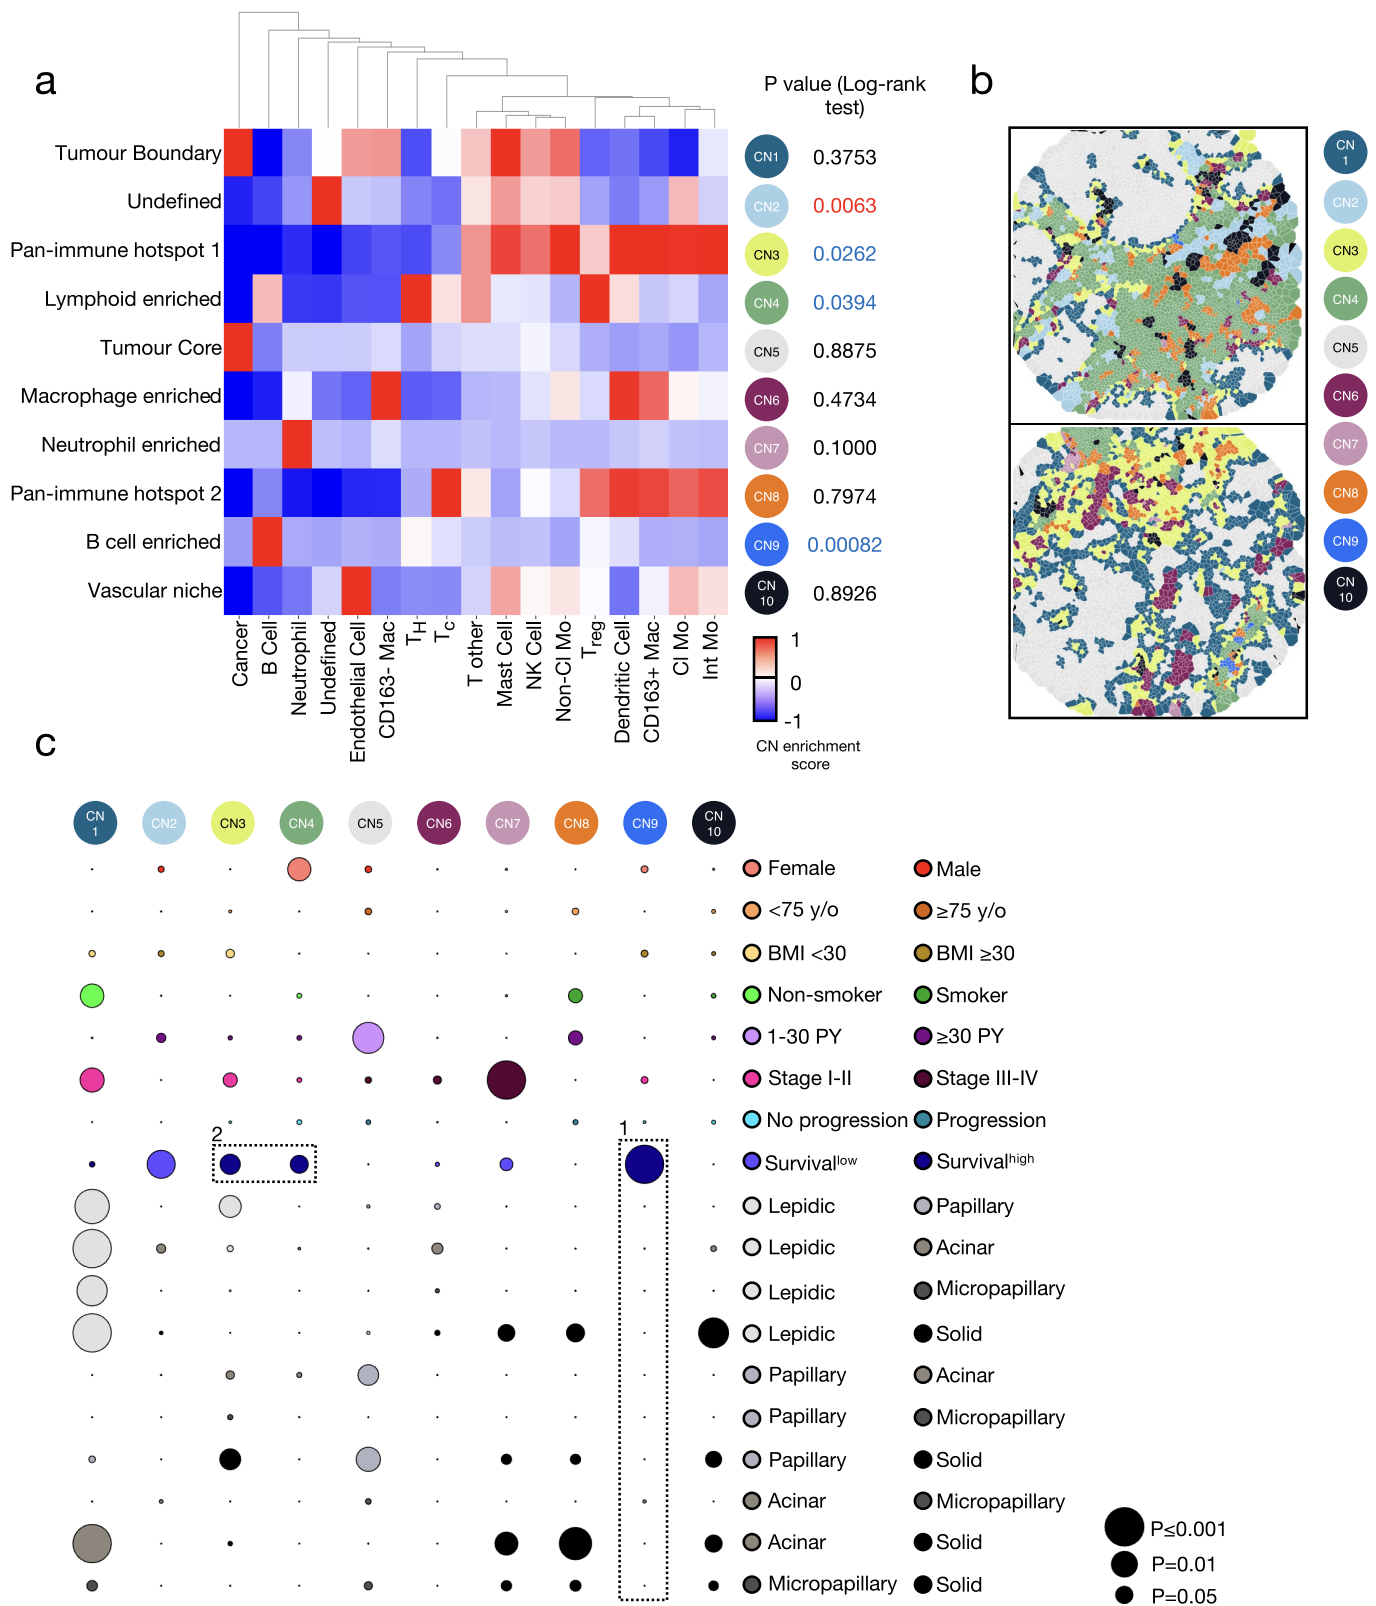 a
P value (Log-rank
test)
Tumour Boundary
CN1
0.3753
Undefined
CN2
0.0063
Pan-immune hotspot 1
CN3
0.0262
Lymphoid enriched
CN4
0.0394
Tumour Core
CN5
0.8875
Macrophage enriched
CN6
0.4734
Neutrophil enriched
CN7
0.1000
Pan-immune hotspot 2
CN8
0.7974
B cell enriched
CN9
0.00082
Vascular niche
CN
10
0.8926
Cancer
B Cell
Neutrophil
Undefined
Endothelial Cell
CD163- Mac
TH
Tc
T other
Mast Cell
NK Cell
Non-Cl Mo
Treg
Dendritic Cell
CD163+ Mac
Cl Mo
Int Mo
1
0
-1
CN enrichment
score
b
CN
1
CN2
CN3
CN4
CN5
CN6
CN7
CN8
CN9
CN
10
c
CN
1
CN2
CN3
CN4
CN5
CN6
CN7
CN8
CN9
CN
10
Female
Male
<75 y/o
≥75 y/o
BMI <30
BMI ≥30
Non-smoker
Smoker
1-30 PY
≥30 PY
Stage I-II
Stage III-IV
No progression
Progression
2
1
Survivallow
Survivalhigh
Lepidic
Papillary
Lepidic
Acinar
Lepidic
Micropapillary
Lepidic
Solid
Papillary
Acinar
Papillary
Micropapillary
Papillary
Solid
Acinar
Micropapillary
Acinar
Solid
Micropapillary
Solid
P≤0.001
P=0.01
P=0.05